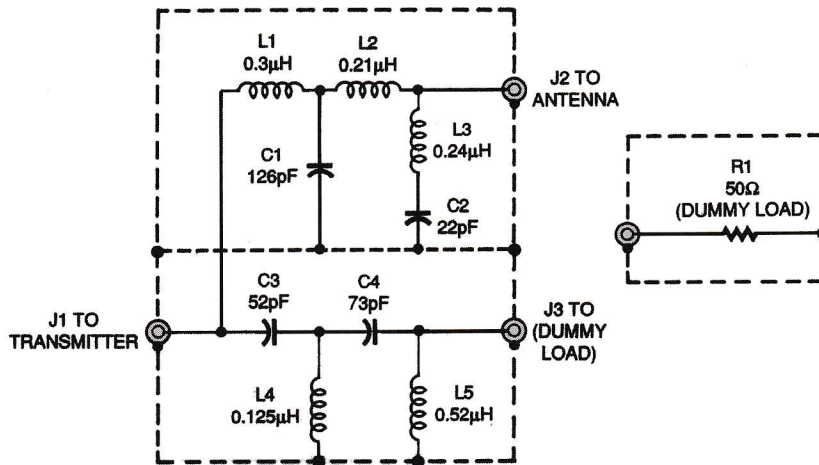 L1
0.3μH
L2
0.21μH
J2 TO
ANTENNA
L3
0.24μH
C1
126pF
C2
22pF
R1
50Ω
(DUMMY LOAD)
C3
52pF
C4
73pF
J1 TO
TRANSMITTER
J3 TO
(DUMMY
LOAD)
L4
0.125μH
L5
0.52μH